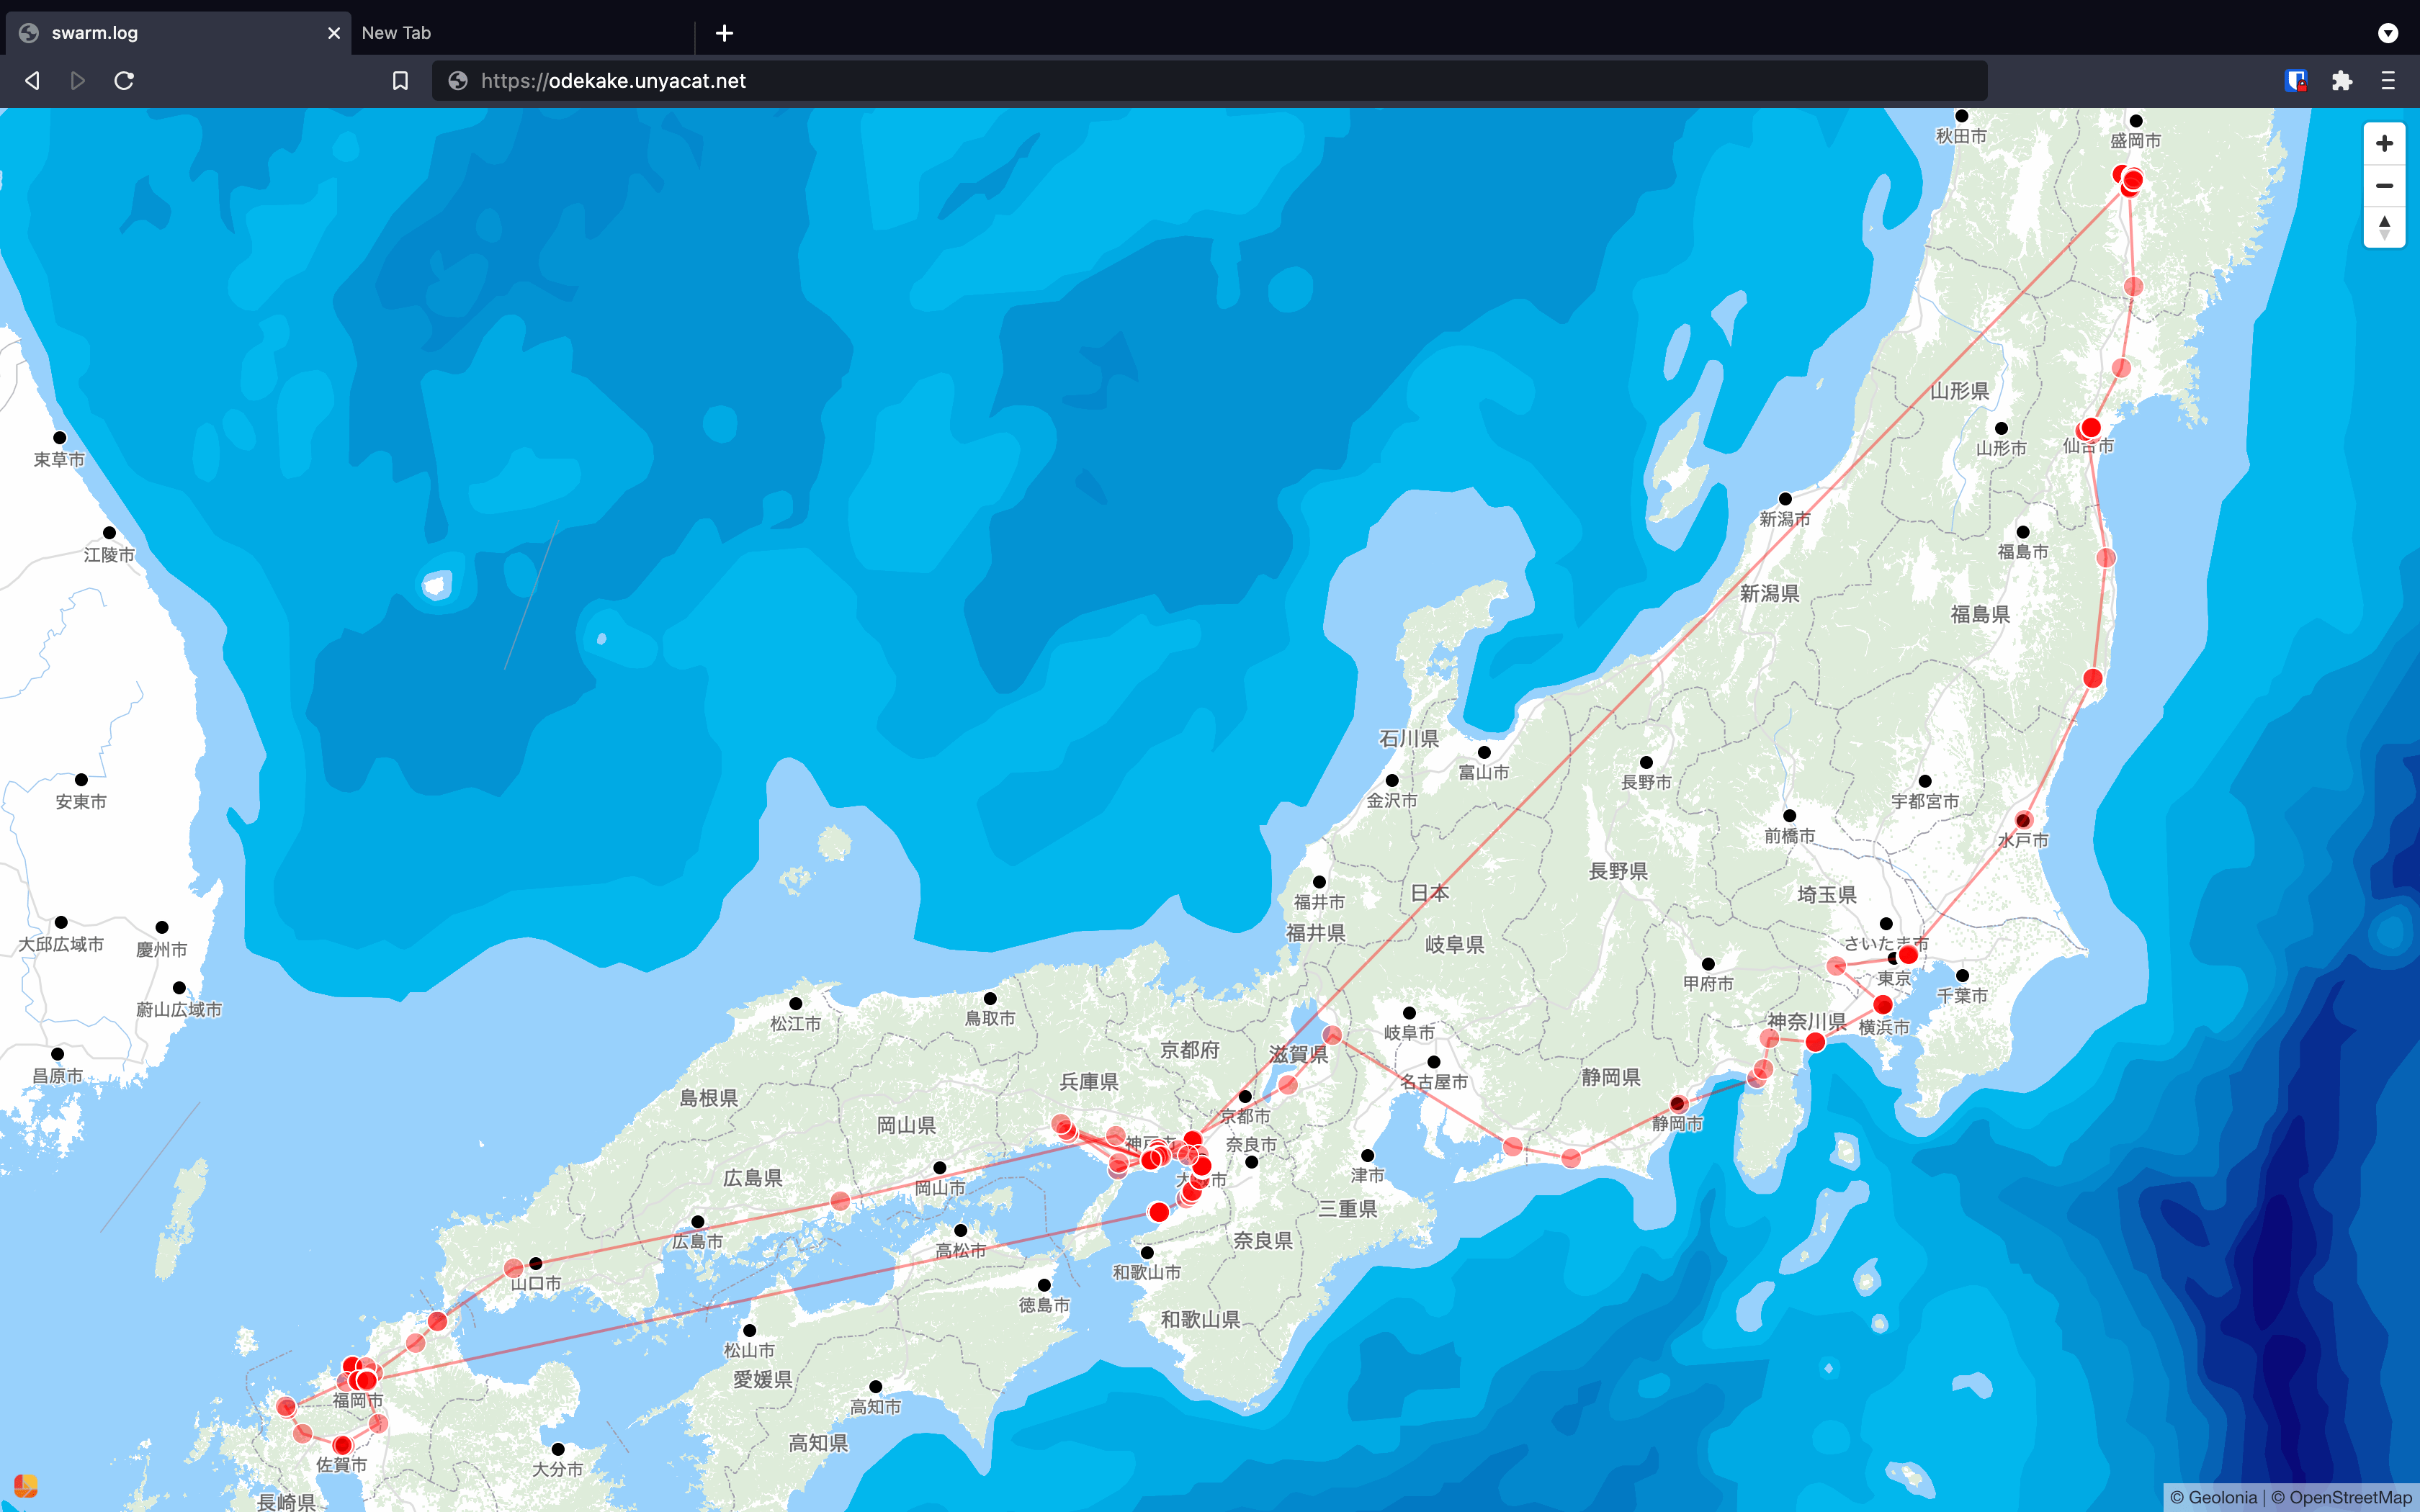 swarm.log
New Tab
https://odekake.unyacat.net
秋田市
盛岡市
山形県
山形市
仙台市
束草市
江陵市
新潟市
福島市
新潟県
福島県
石川県
富山市
長野市
金沢市
宇都宮市
安東市
前橋市
水戸市
長野県
日本
埼玉県
福井市
福井県
岐阜県
さいたま市
大邱広域市
慶州市
甲府市
東京
千葉市
蔚山広域市
松江市
鳥取市
岐阜市
神奈川県
横浜市
京都府
滋賀県
昌原市
兵庫県
名古屋市
静岡県
島根県
岡山県
京都市
静岡市
神戸市
奈良市
広島県
岡山市
大阪市
津市
三重県
広島市
高松市
奈良県
和歌山市
山口市
徳島市
和歌山県
松山市
愛媛県
福岡市
高知市
高知県
佐賀市
大分市
長崎県
© Geolonia | © OpenStreetMap